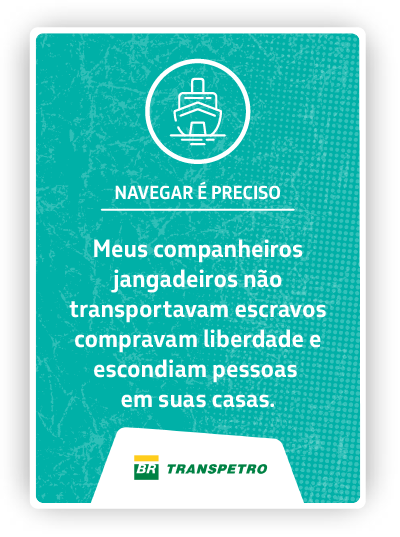 NAVEGAR É PRECISO
Meus companheiros
jangadeiros não
transportavam escravos
compravam liberdade e
escondiam pessoas
em suas casas.
BR TRANSPETRO